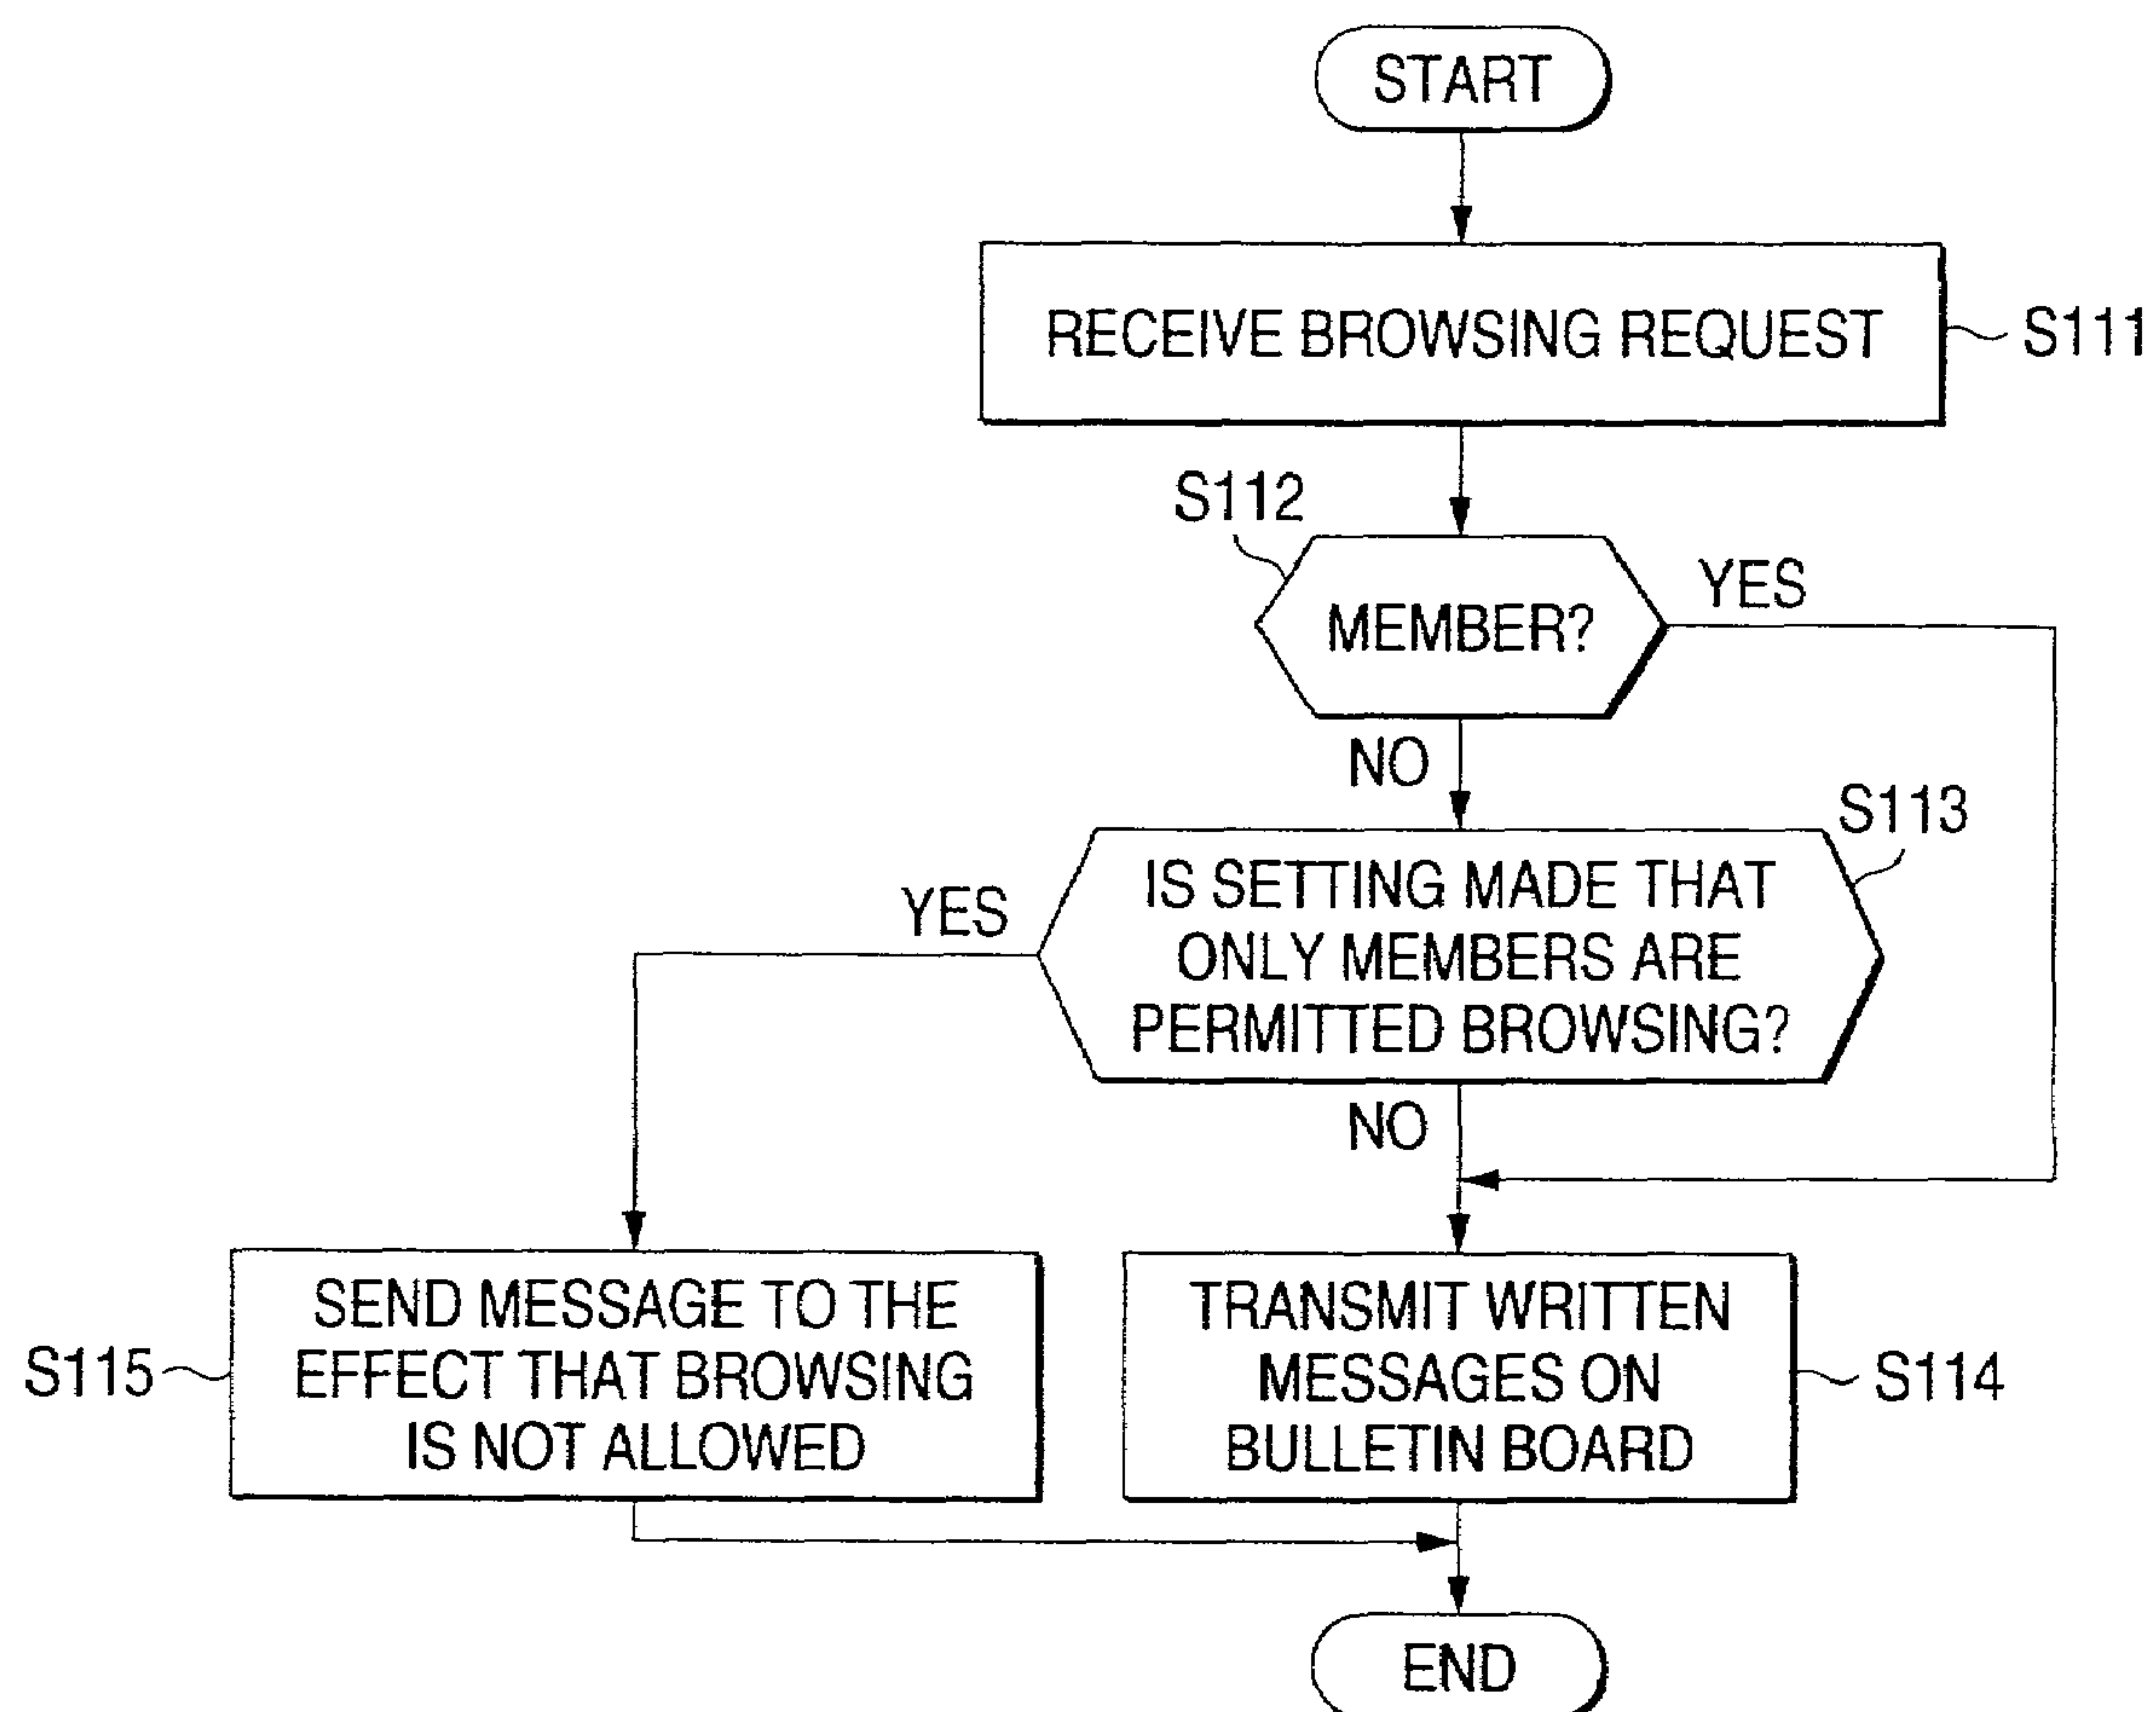 START
RECEIVE BROWSING REQUEST
S111
S112
MEMBER?
YES
NO
S113
IS SETTING MADE THAT
ONLY MEMBERS ARE
PERMITTED BROWSING?
YES
NO
S115
SEND MESSAGE TO THE
EFFECT THAT BROWSING
IS NOT ALLOWED
TRANSMIT WRITTEN
MESSAGES ON
BULLETIN BOARD
S114
END